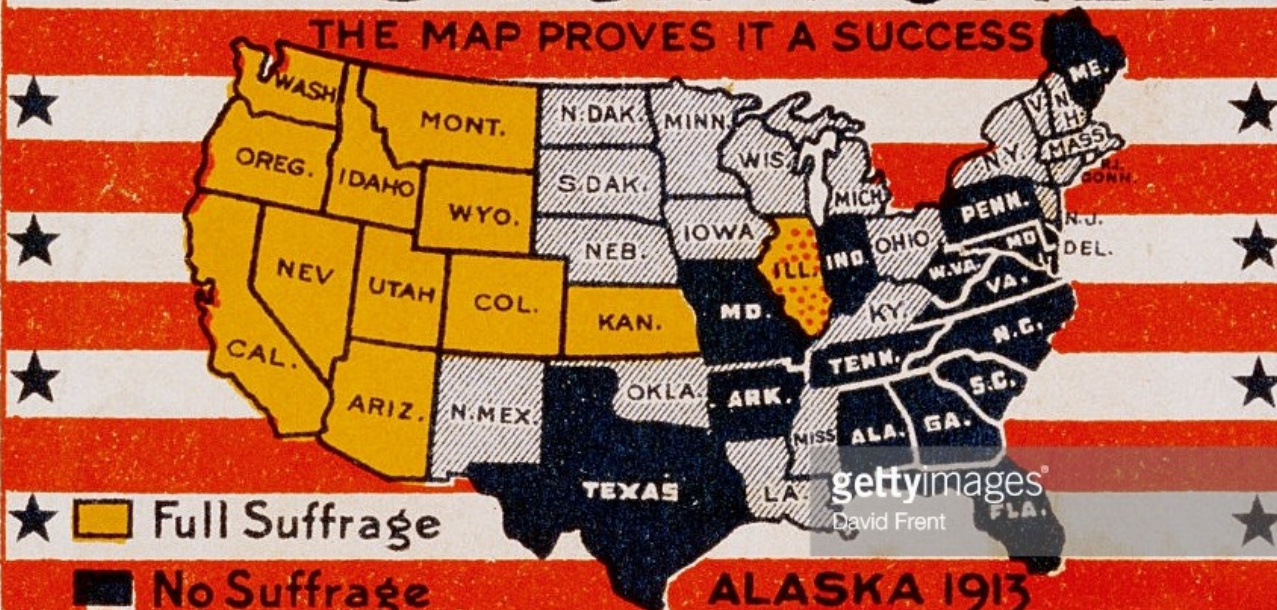 THE MAP PROVES IT A SUCCESS
WASH
MONT.
N.DAK.
MINN.
ME.
V.
N.
H.
OREG.
IDAHO
WYO.
S.DAK.
WIS.
MICH
N.Y.
MASS.
R.I.
CONN.
NEV
UTAH
COL.
NEB.
IOWA
ILL.
IND.
OHIO
PENN.
N.J.
MD
DEL.
W.VA.
VA.
CAL.
KAN.
MD.
KY.
N.C.
ARIZ.
N.MEX.
OKLA.
ARK.
TENN.
S.C.
TEXAS
LA.
MISS
ALA.
GA.
FLA.
gettyimages®
David Frent
Full Suffrage
No Suffrage
ALASKA 1913